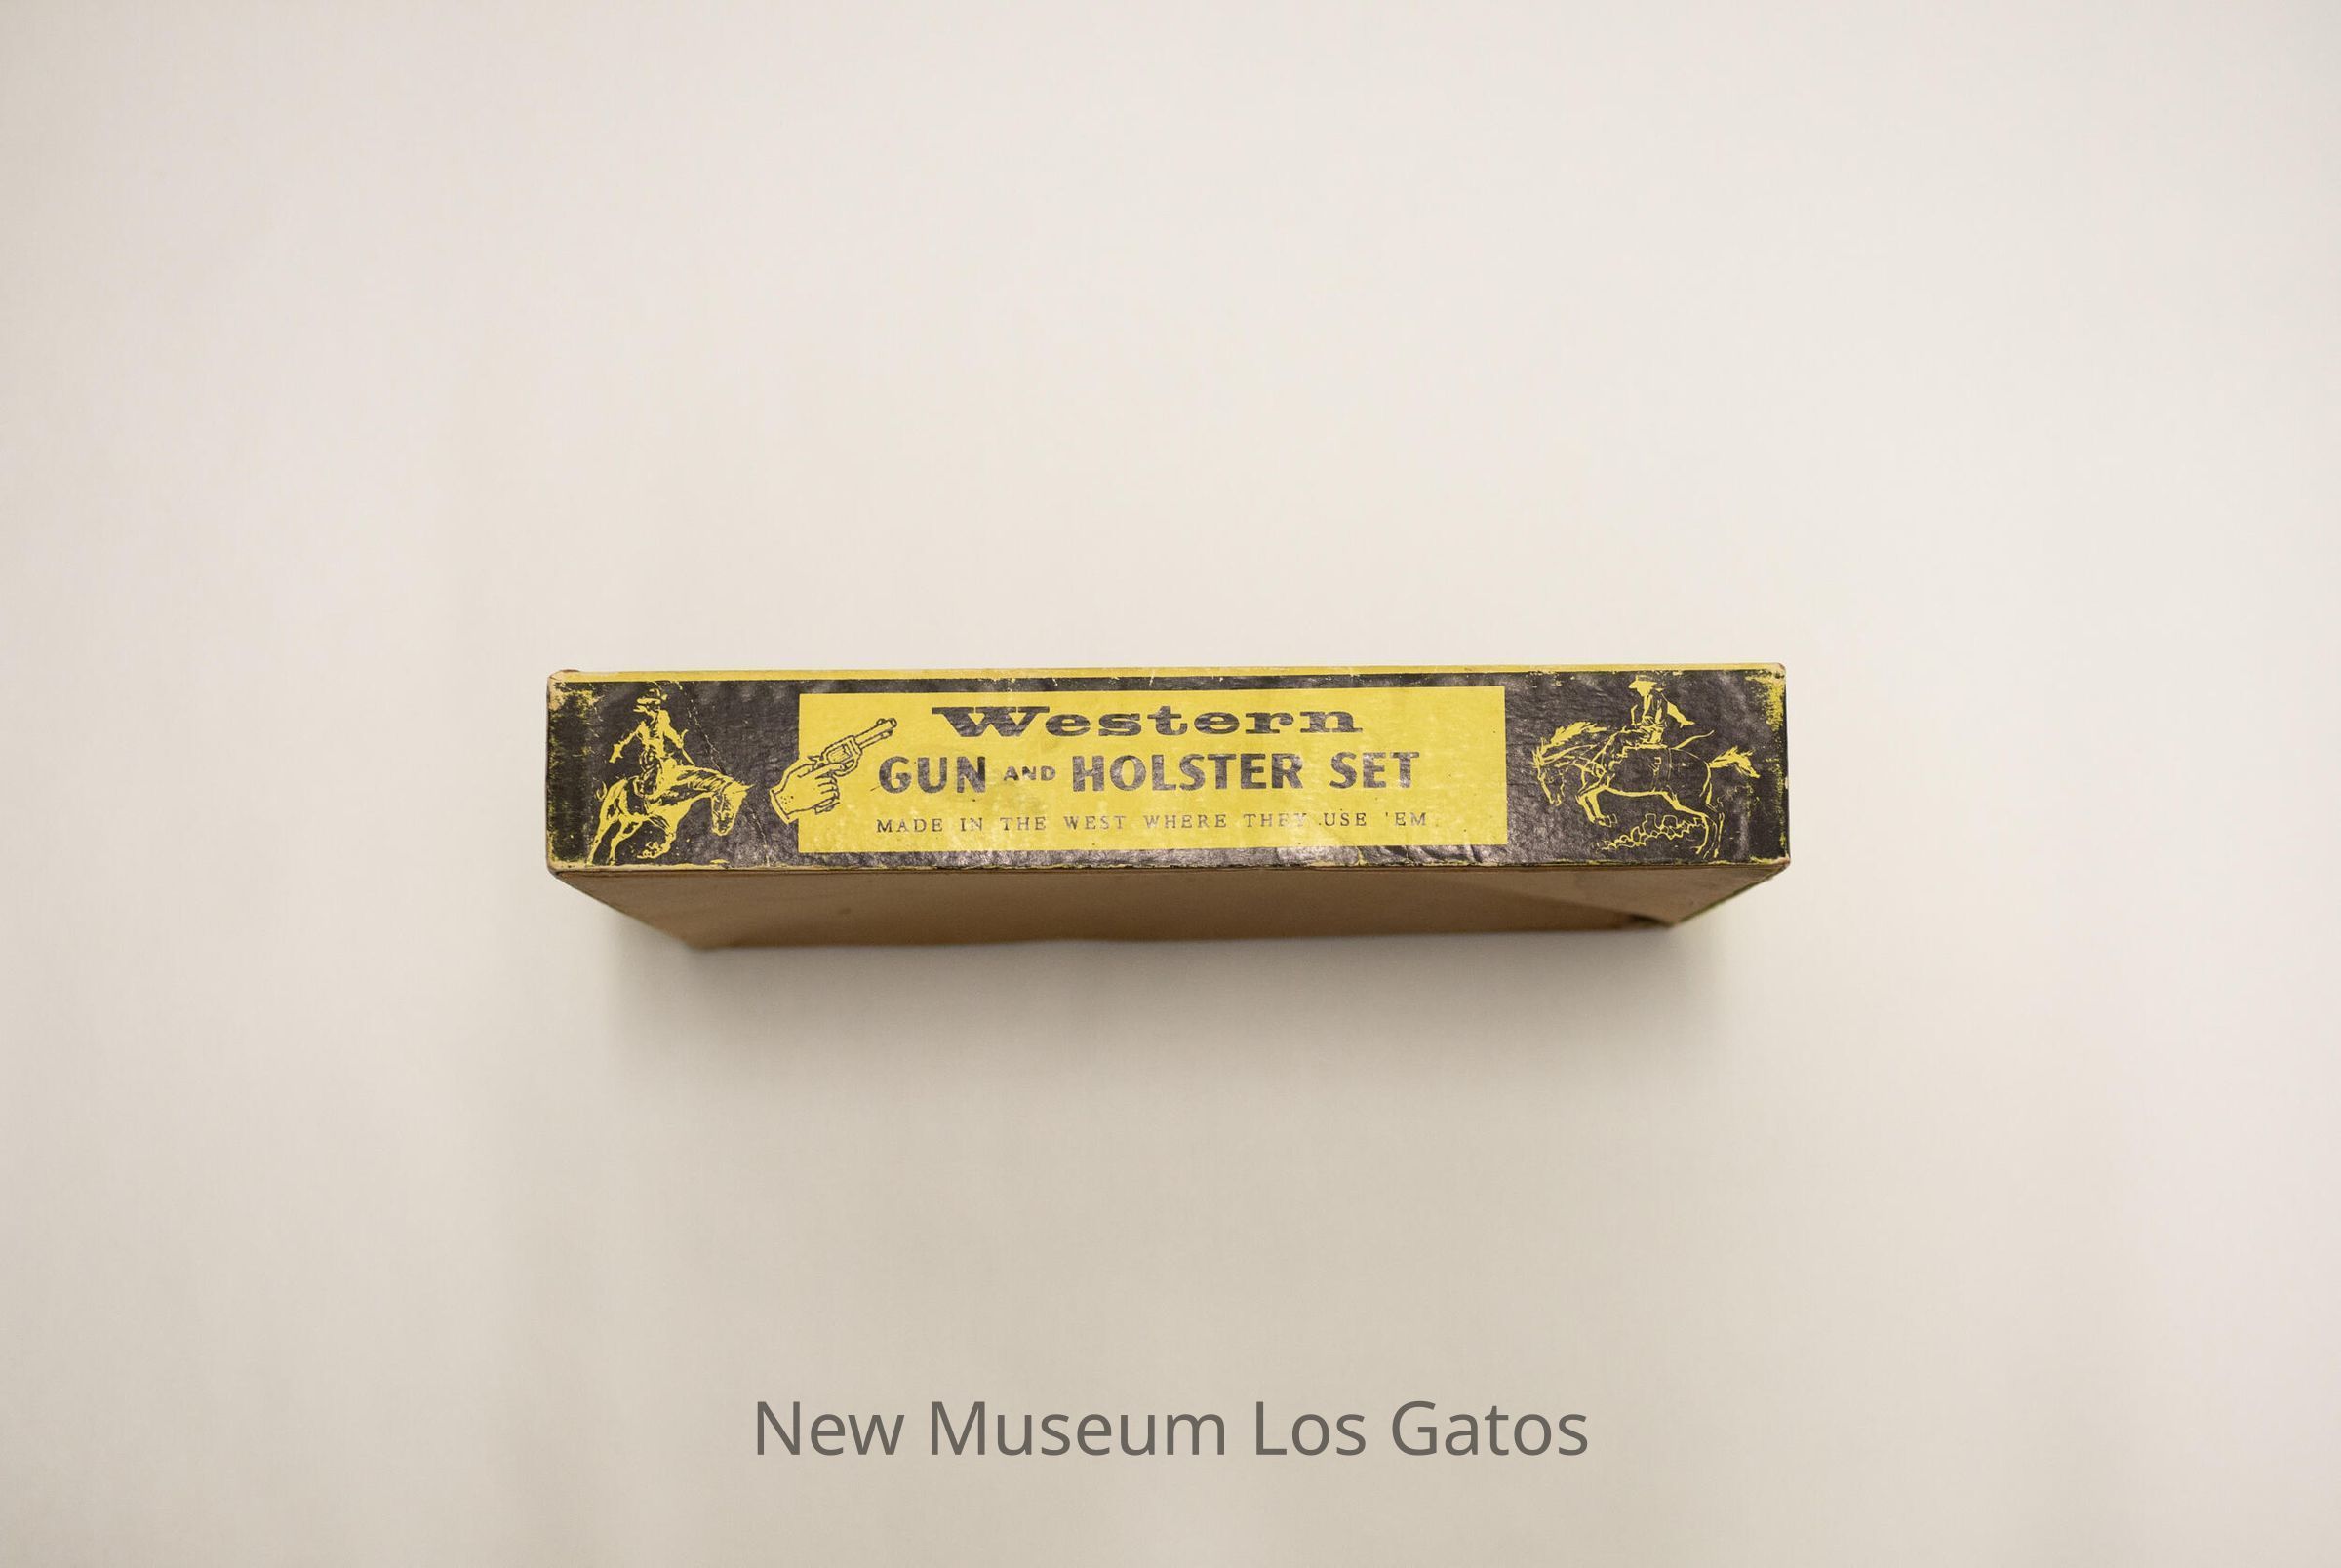 Western
GUN AND HOLSTER SET
MADE IN THE WEST WHERE THEY USE 'EM
New Museum Los Gatos